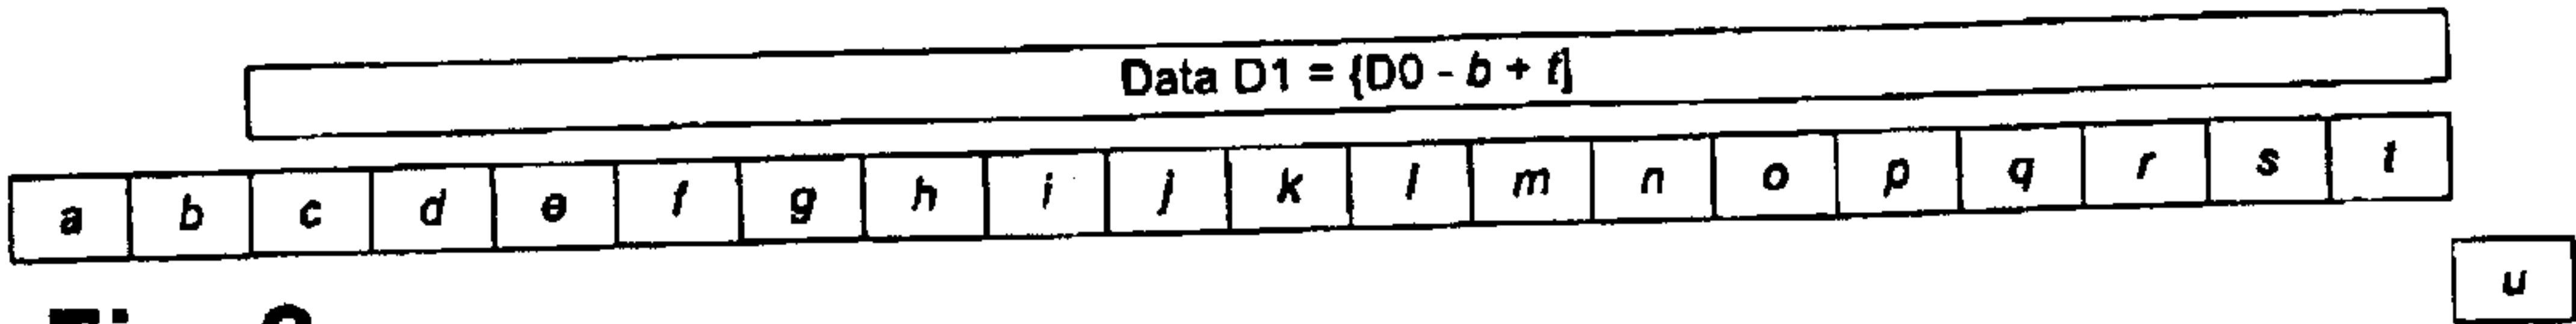 Data D1 = {D0 - b + t}
a b c d e f g h i j k l m n o p q r s t
u